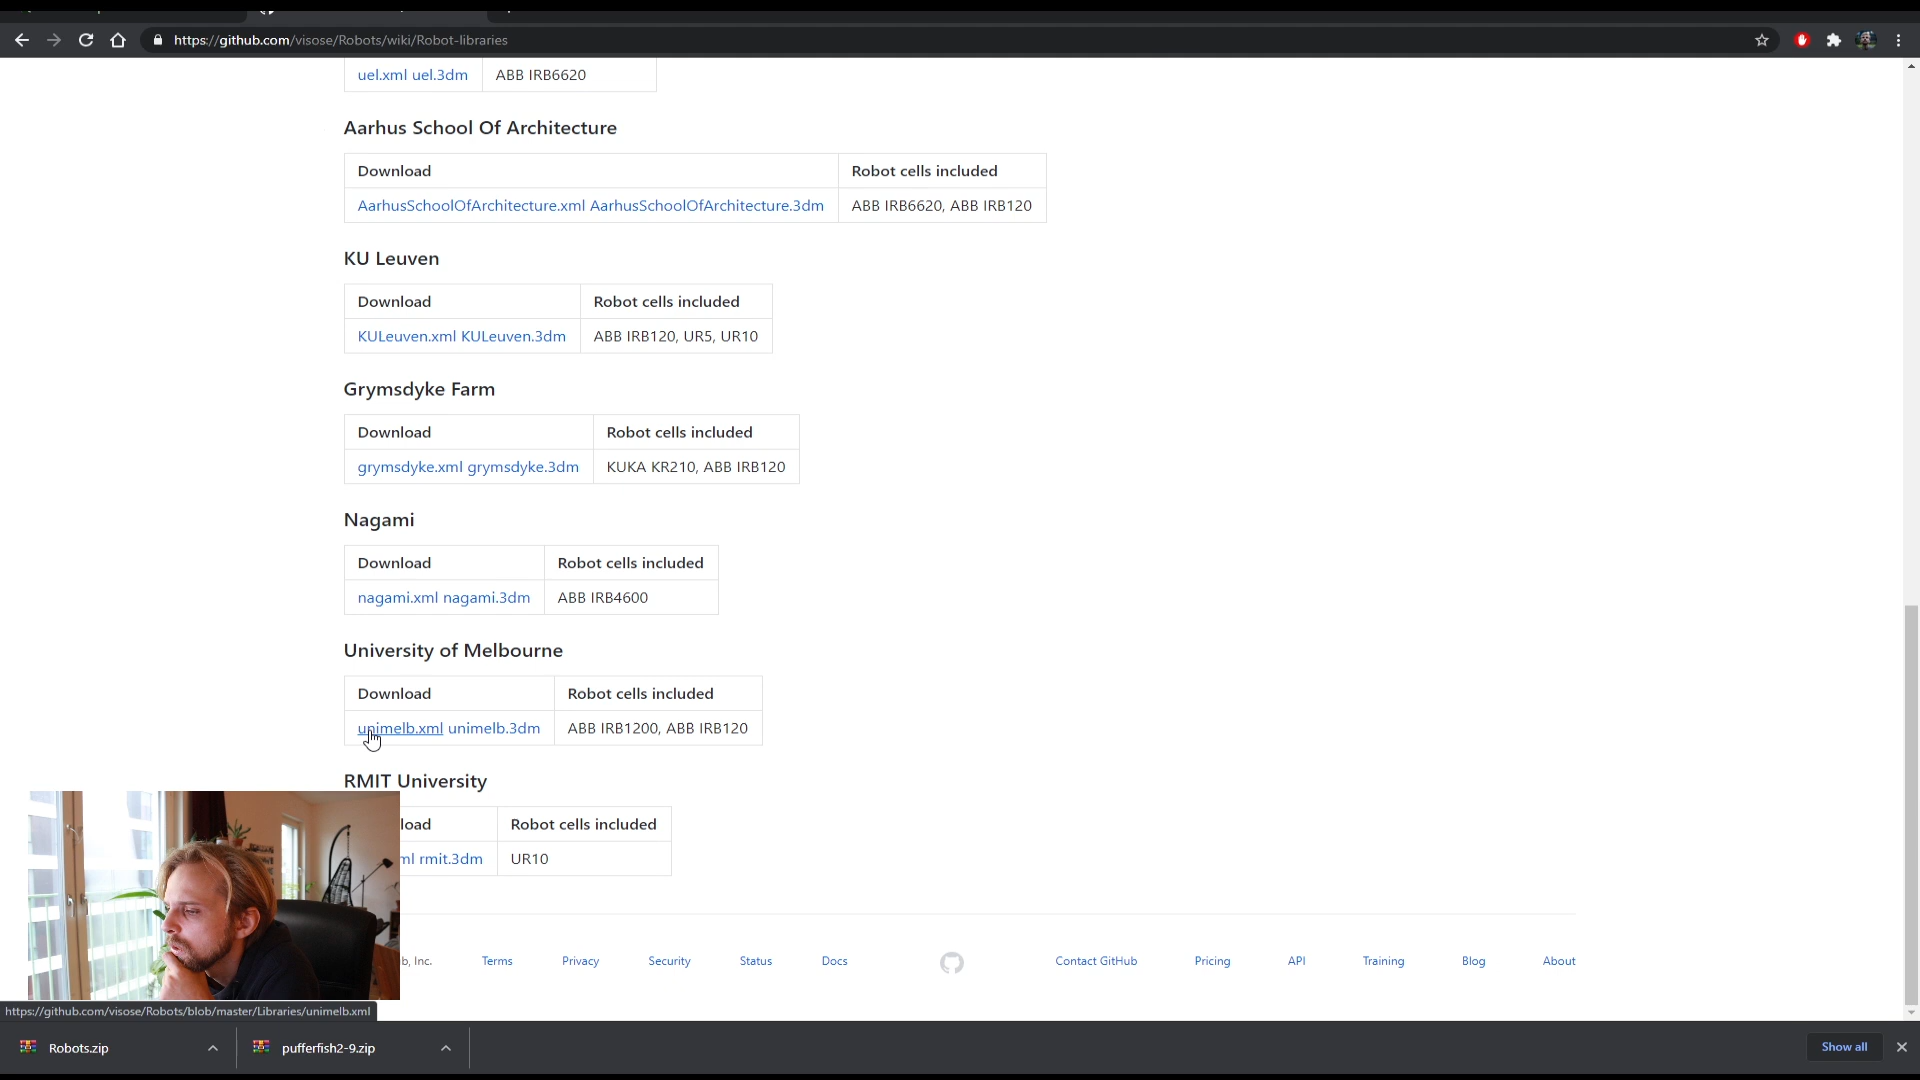 https://github.com/visose/Robots/wiki/Robot-libraries
uel.xml uel.3dm ABB IRB6620
Aarhus School Of Architecture
Download Robot cells included
AarhusSchoolOfArchitecture.xml AarhusSchoolOfArchitecture.3dm ABB IRB6620, ABB IRB120
KU Leuven
Download Robot cells included
KULeuven.xml KULeuven.3dm ABB IRB120, UR5, UR10
Grymsdyke Farm
Download Robot cells included
grymsdyke.xml grymsdyke.3dm KUKA KR210, ABB IRB120
Nagami
Download Robot cells included
nagami.xml nagami.3dm ABB IRB4600
University of Melbourne
Download Robot cells included
unimelb.xml unimelb.3dm ABB IRB1200, ABB IRB120
RMIT University
load Robot cells included
ml rmit.3dm UR10
b, Inc. Terms Privacy Security Status Docs Contact GitHub Pricing API Training Blog About
https://github.com/visose/Robots/blob/master/Libraries/unimelb.xml
Robots.zip pufferfish2-9.zip Show all